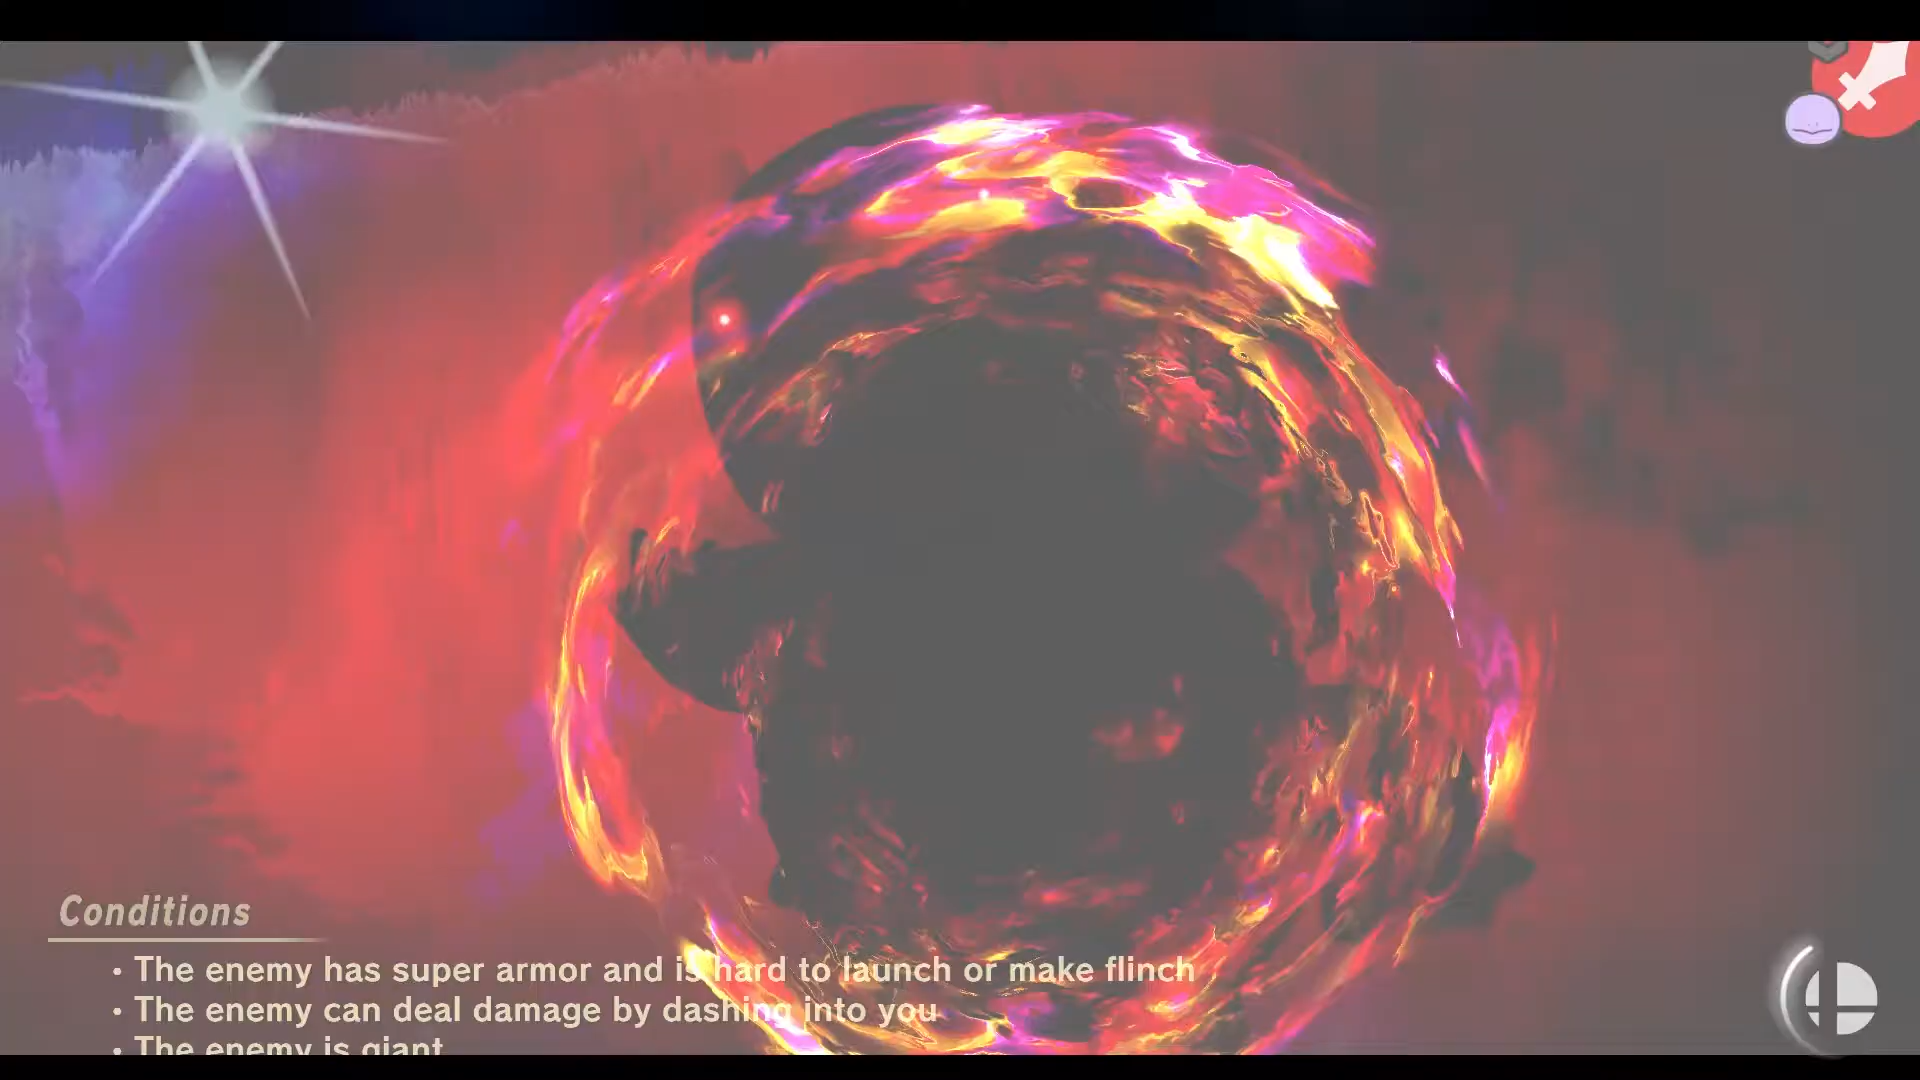 Conditions
• The enemy has super armor and is hard to launch or make flinch
• The enemy can deal damage by dashing into you
• The enemy is giant